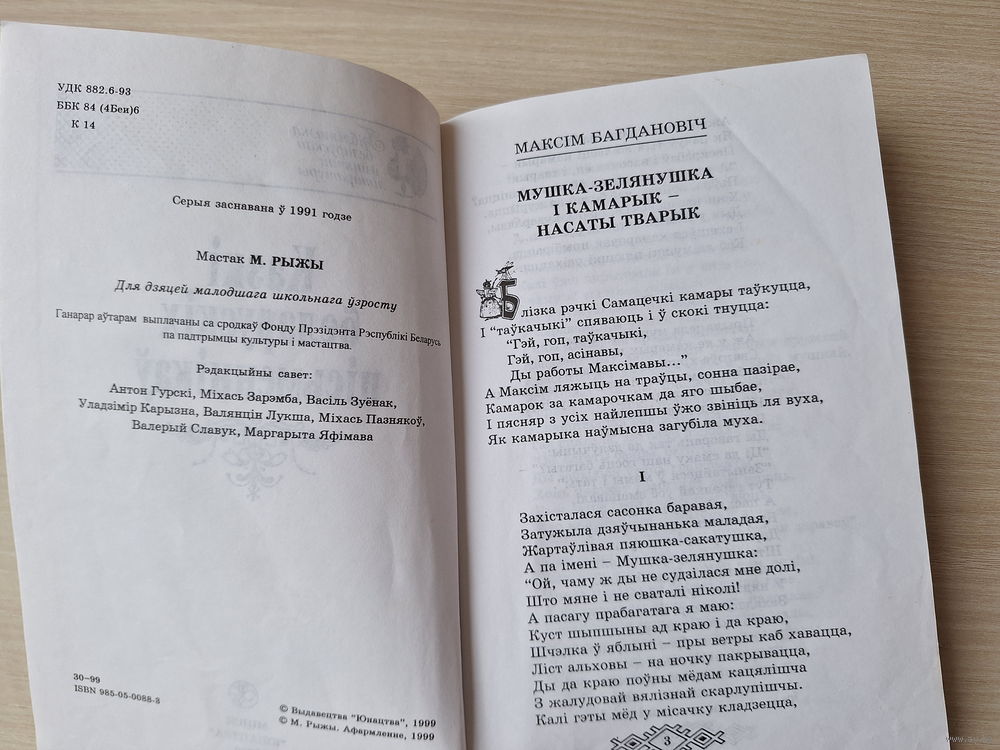 УДК 882.6-93
ББК 84 (4Беи)6
К 14
Серыя заснавана ў 1991 годзе
Мастак М. РЫЖЫ
Для дзяцей малодшага школьнага ўзросту
Ганарар аўтарам выплачаны са сродкаў Фонду Прэзідэнта Рэспублікі Беларусь
па падтрымцы культуры і мастацтва.
Рэдакцыйны савет:
Антон Гурскі, Міхась Зарэмба, Васіль Зуёнак,
Уладзімір Карызна, Валянцін Лукша, Міхась Пазнякоў,
Валерый Славук, Маргарыта Яфімава
30–99
ISBN 985-05-0088-3
© Выдавецтва "Юнацтва", 1999
© М. Рыжы. Афармленне, 1999
МАКСІМ БАГДАНОВІЧ
МУШКА-ЗЕЛЯНУШКА
І КАМАРЫК –
НАСАТЫ ТВАРЫК
Блізка рэчкі Самацечкі камары таўкуцца,
І "таўкачыкі" спяваюць і ў скокі тнуцца:
"Гэй, гоп, таўкачыкі,
Гэй, гоп, асінавы,
Ды работы Максімавы..."
А Максім ляжыць на траўцы, сонна пазірае,
Камарок за камарочкам да яго шыбае,
І пясняр з усіх найлепшы ўжо звініць ля вуха,
Як камарыка наўмысна загубіла муха.
І
Захісталася сасонка баравая,
Затужыла дзяўчынанька маладая,
Жартаўлівая пяюшка-сакатушка,
А па імені – Мушка-зелянушка:
"Ой, чаму ж ды не судзілася мне долі,
Што мяне і не сваталі ніколі!
А пасагу прабагатага я маю:
Куст шыпшыны ад краю і да краю,
Шчэлка ў яблыні – пры ветры каб хавацца,
Ліст альховы – на ночку пакрывацца,
Ды да краю поўны мёдам кацялішча
З жалудовай вялізнай скарлупішчы.
Калі гэты мёд у місачку кладзецца,
3